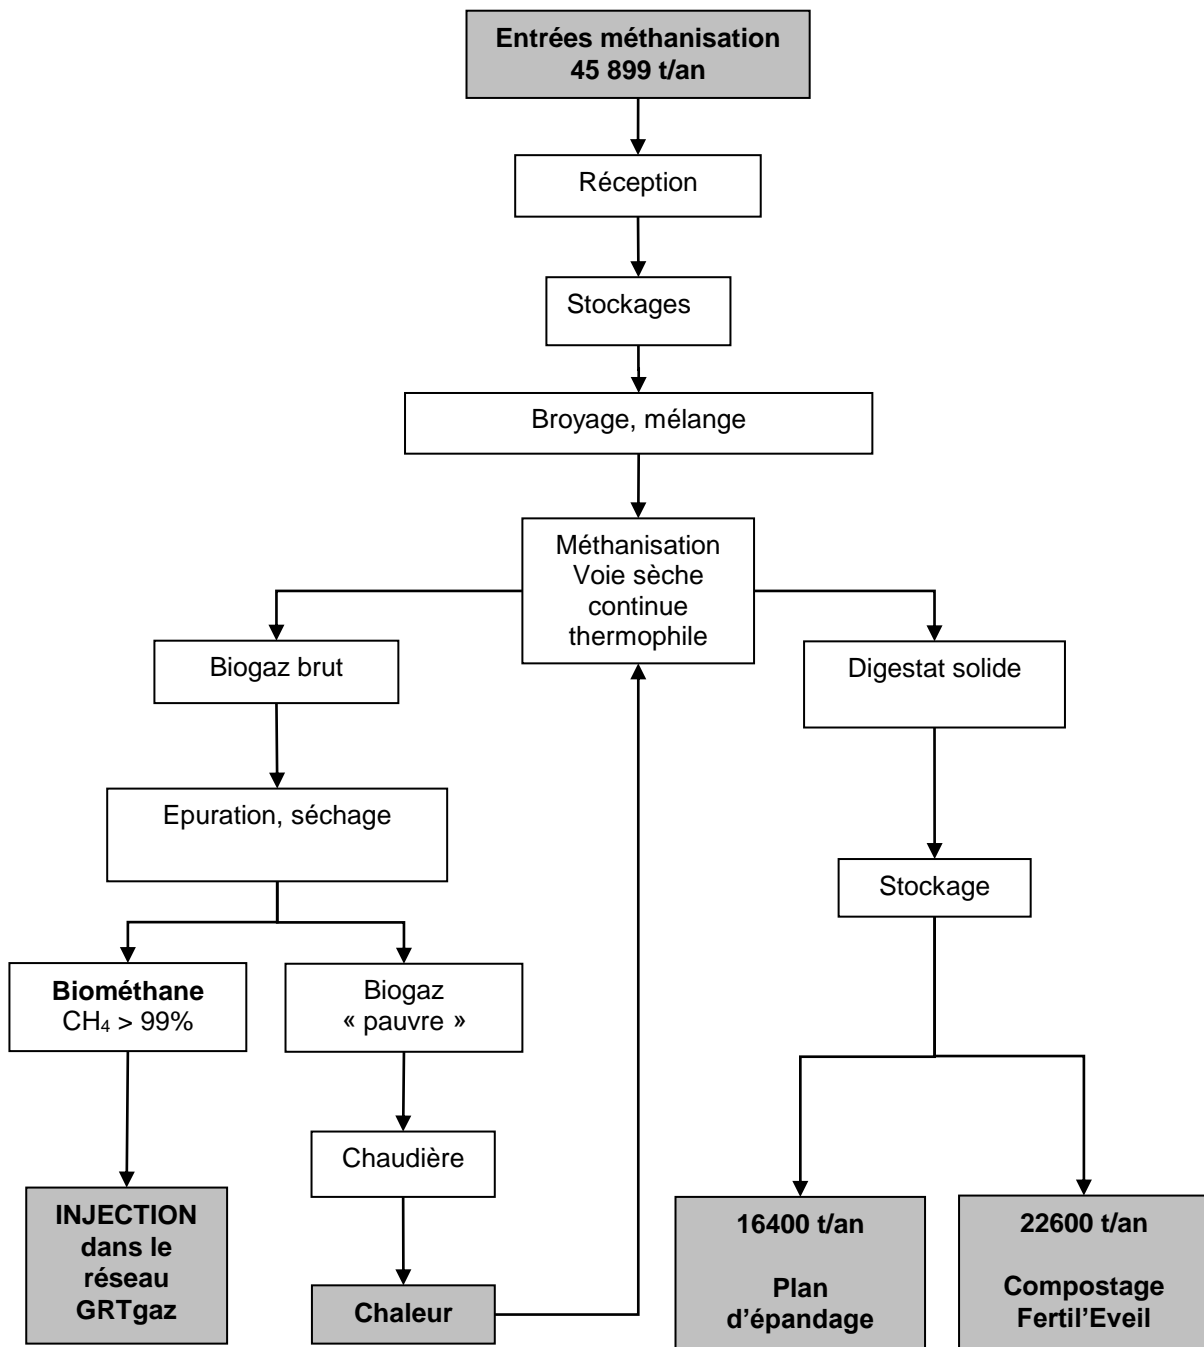 Entrées méthanisation
45 899 t/an
Réception
Stockages
Broyage, mélange
Méthanisation
Voie sèche
continue
thermophile
Biogaz brut
Digestat solide
Epuration, séchage
Stockage
Biométhane
CH₄ > 99%
Biogaz
« pauvre »
Chaudière
INJECTION
dans le
réseau
GRTgaz
Chaleur
16400 t/an
Plan
d'épandage
22600 t/an
Compostage
Fertil'Eveil